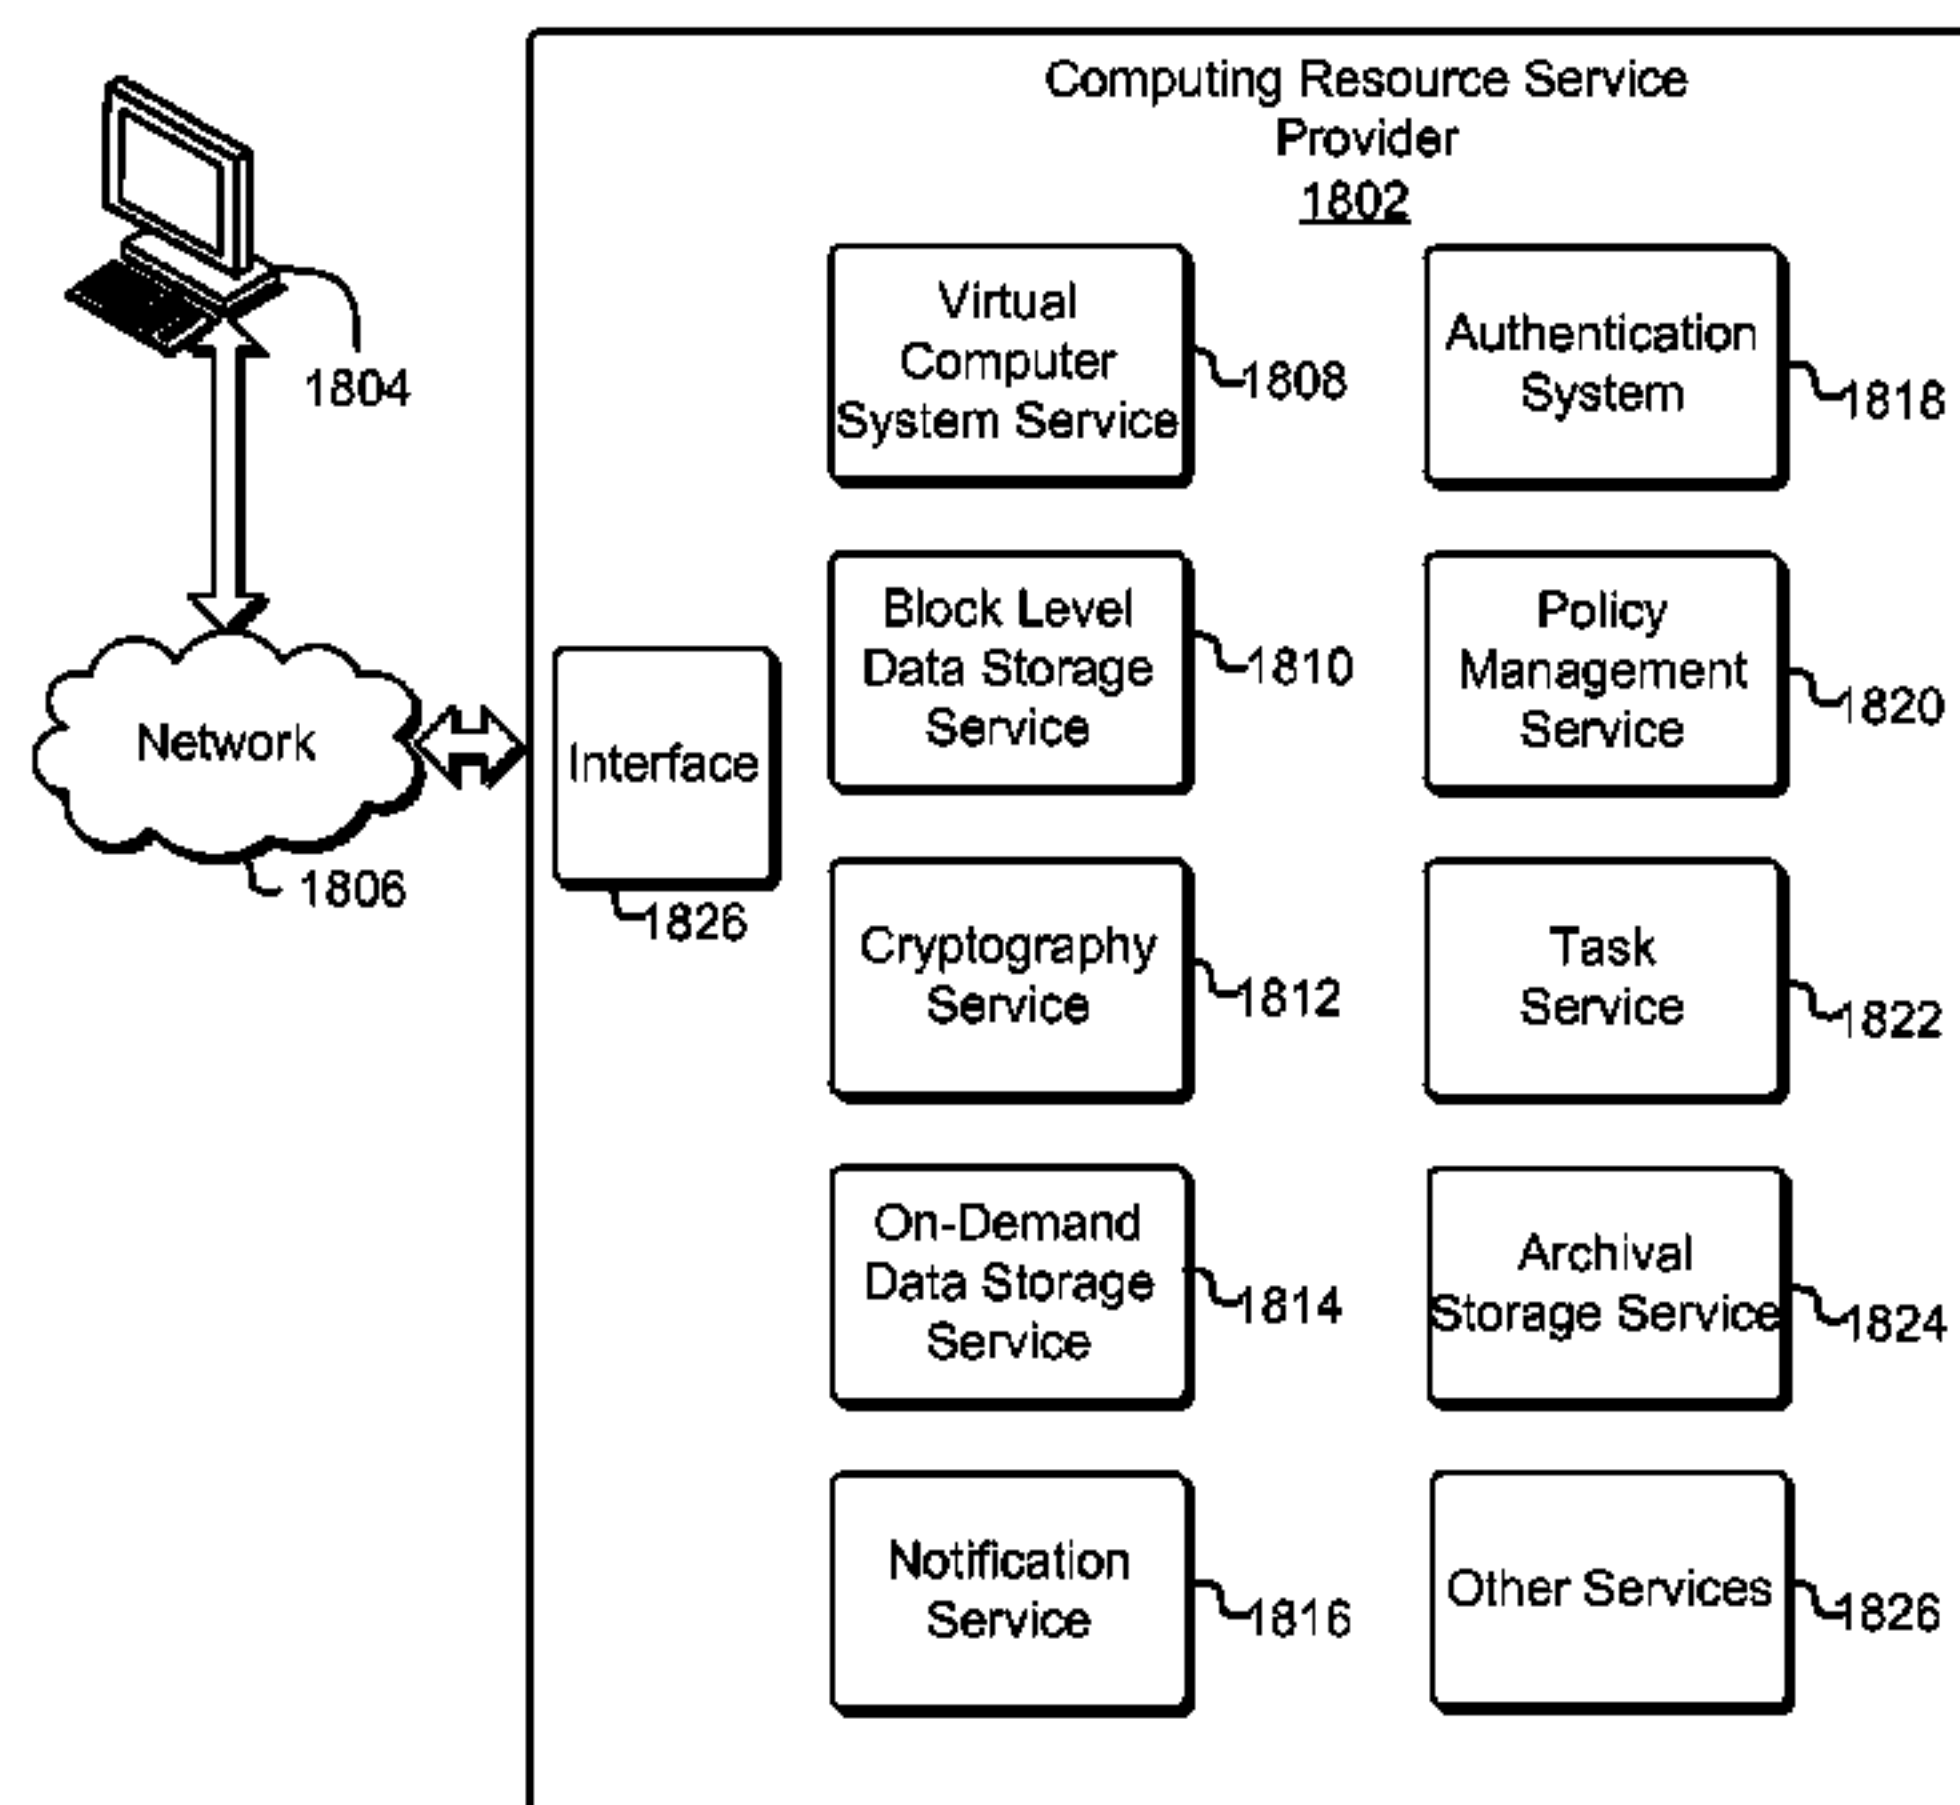 Computing Resource Service
Provider
1802
1804
Network
1806
Interface
1826
Virtual
Computer
System Service
1808
Authentication
System
1818
Block Level
Data Storage
Service
1810
Policy
Management
Service
1820
Cryptography
Service
1812
Task
Service
1822
On-Demand
Data Storage
Service
1814
Archival
Storage Service
1824
Notification
Service
1816
Other Services
1826